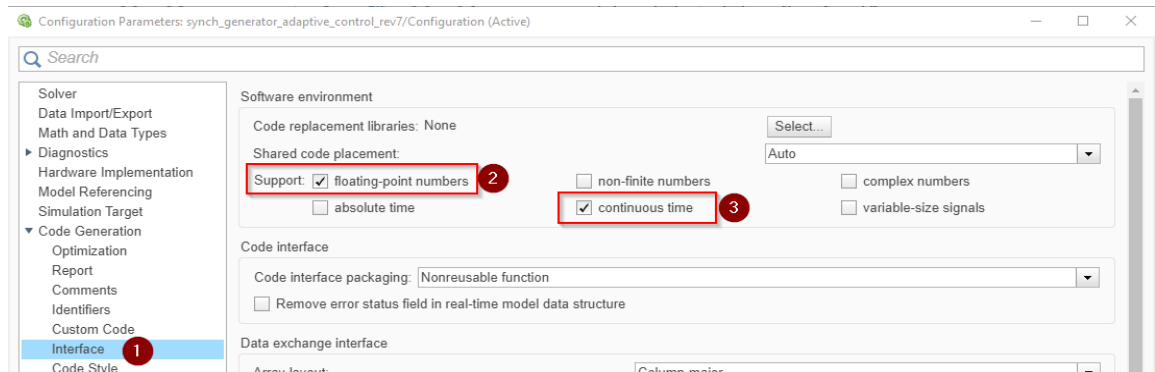 Configuration Parameters: synch_generator_adaptive_control_rev7/Configuration (Active)
Search
Solver
Data Import/Export
Math and Data Types
Diagnostics
Hardware Implementation
Model Referencing
Simulation Target
Code Generation
Optimization
Report
Comments
Identifiers
Custom Code
Interface 1
Code Style
Software environment
Code replacement libraries: None Select...
Shared code placement: Auto
Support: floating-point numbers 2 non-finite numbers complex numbers
absolute time continuous time 3 variable-size signals
Code interface
Code interface packaging: Nonreusable function
Remove error status field in real-time model data structure
Data exchange interface
Array layout: Column-major